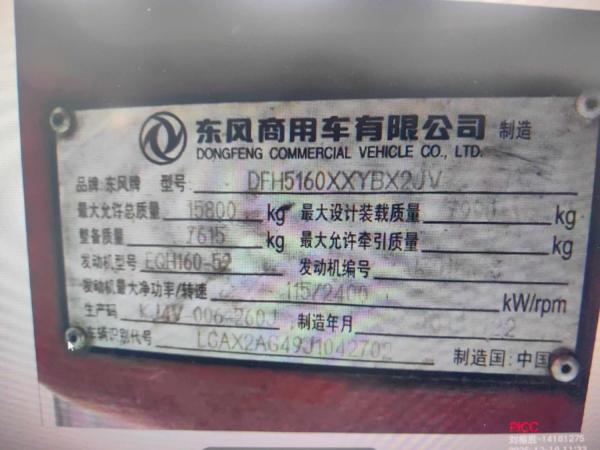 东风商用车有限公司 制造
DONGFENG COMMERCIAL VEHICLE CO., LTD.
品牌:东风牌 型号: DFH5160XXYBX2JV
最大允许总质量 15800 kg 最大设计装载质量 kg
整备质量 7615 kg 最大允许牵引质量 kg
发动机型号 EQH160-52 发动机编号
发动机最大净功率/转速 115/2400 kW/rpm
生产码 KJ4V 006-260J 制造年月
车辆识别代号 LGAX2AG49J1042702 制造国:中国
PICC